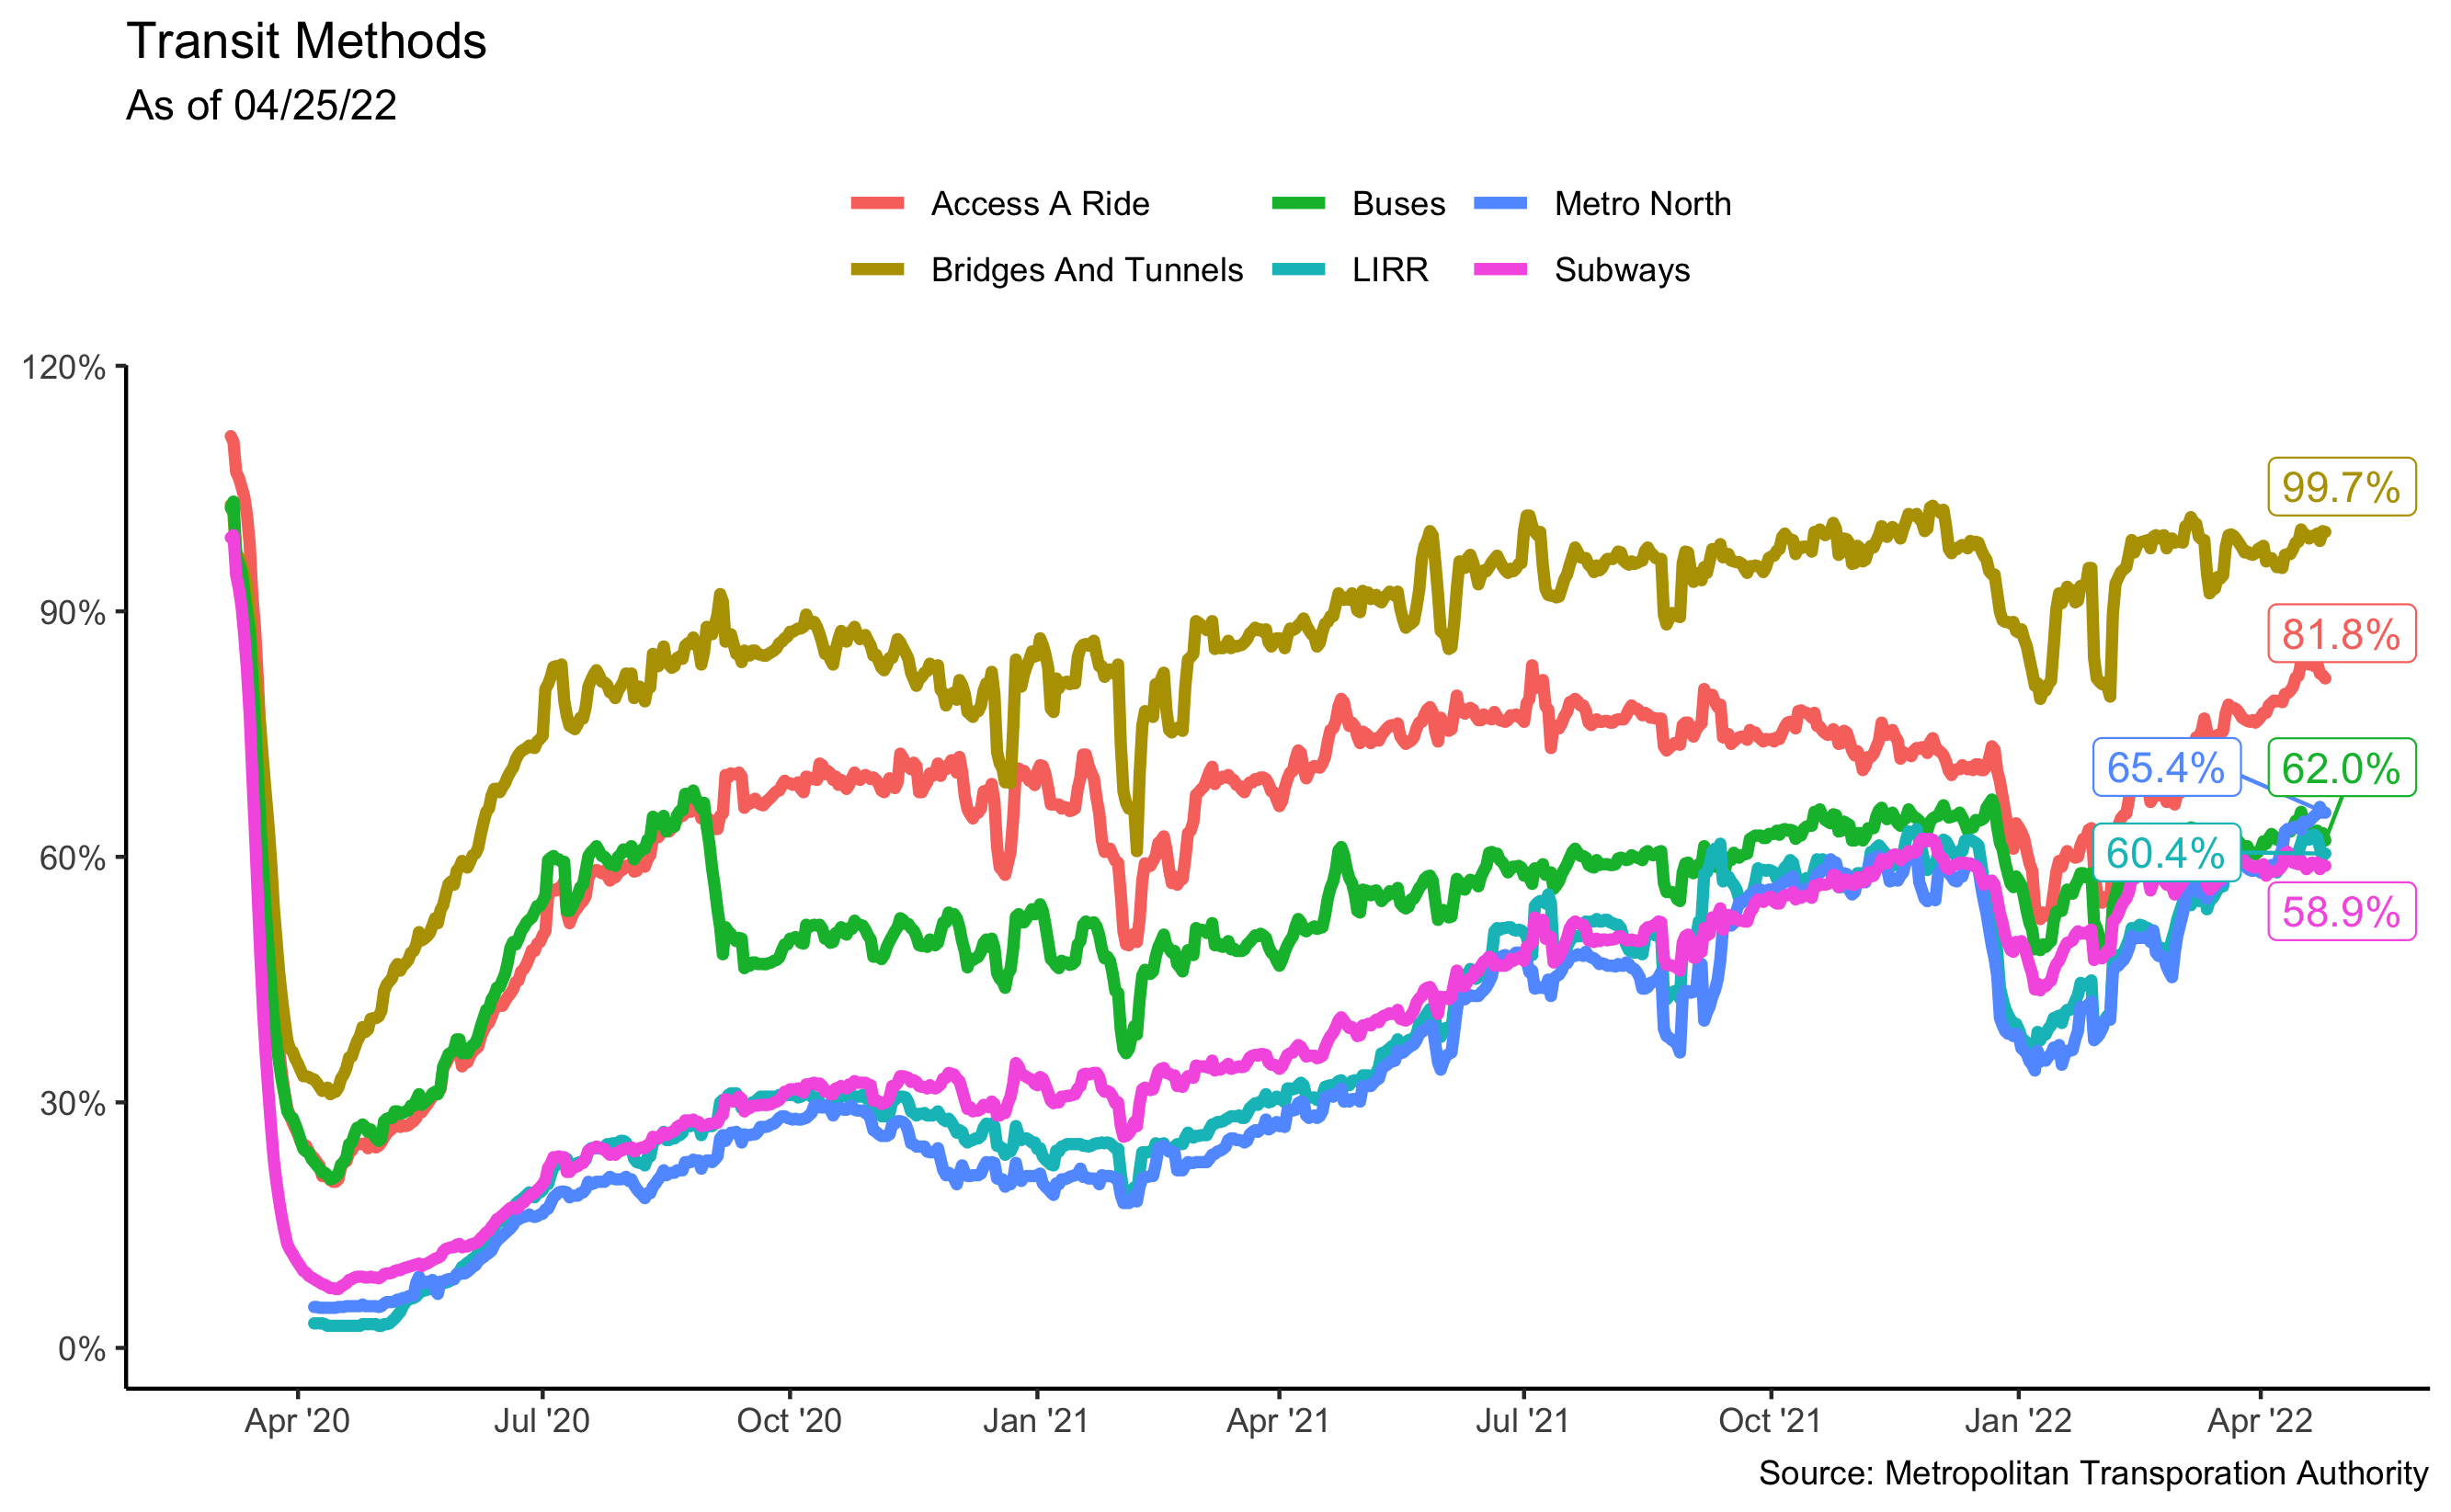 Transit Methods
As of 04/25/22
Access A Ride
Buses
Metro North
Bridges And Tunnels
LIRR
Subways
120%
90%
60%
30%
0%
99.7%
81.8%
65.4%
62.0%
60.4%
58.9%
Apr '20
Jul '20
Oct '20
Jan '21
Apr '21
Jul '21
Oct '21
Jan '22
Apr '22
Source: Metropolitan Transporation Authority